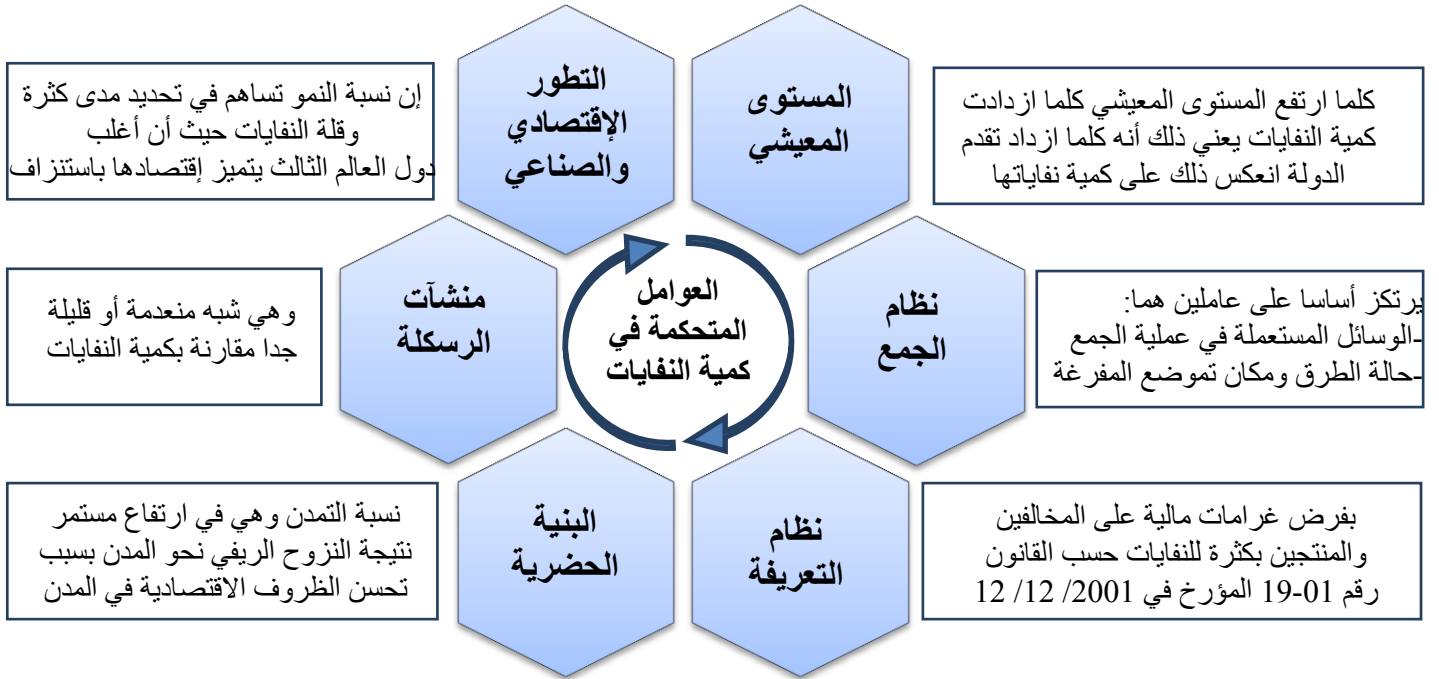 المستوى
المعيشي
كلما ارتفع المستوى المعيشي كلما ازدادت
كمية النفايات يعني ذلك أنه كلما ازداد تقدم
الدولة انعكس ذلك على كمية نفاياتها
التطور
الإقتصادي
والصناعي
إن نسبة النمو تساهم في تحديد مدى كثرة
وقلة النفايات حيث أن أغلب
دول العالم الثالث يتميز إقتصادها باستنزاف
نظام
الجمع
يرتكز أساسا على عاملين هما:
-الوسائل المستعملة في عملية الجمع
-حالة الطرق ومكان تموضع المفرغة
العوامل
المتحكمة في
كمية النفايات
منشآت
الرسكلة
وهي شبه منعدمة أو قليلة
جدا مقارنة بكمية النفايات
نظام
التعريفة
بفرض غرامات مالية على المخالفين
والمنتجين بكثرة للنفايات حسب القانون
رقم 01-19 المؤرخ في 2001/ 12/ 12
البنية
الحضرية
نسبة التمدن وهي في ارتفاع مستمر
نتيجة النزوح الريفي نحو المدن بسبب
تحسن الظروف الاقتصادية في المدن